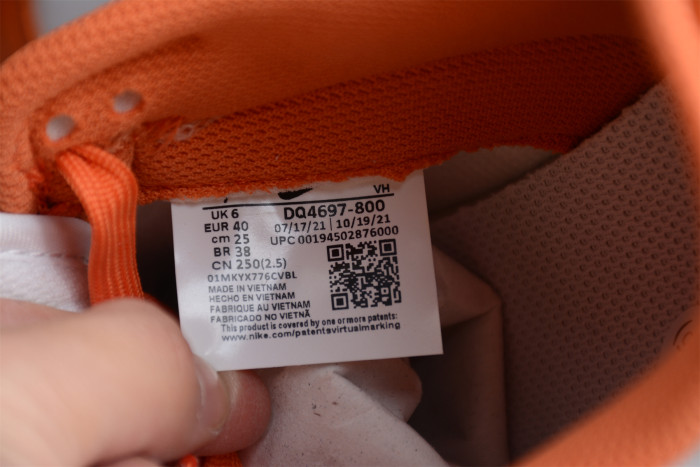 VH
UK 6
DQ4697-800
EUR 40
07/17/21 10/19/21
cm 25
UPC 00194502876000
BR 38
CN 250(2.5)
01MKYX776CVBL
MADE IN VIETNAM
HECHO EN VIETNAM
FABRIQUE AU VIETNAM
FABRICADO NO VIETNÃ
This product is covered by one or more patents:
www.nike.com/patentsvirtualmarking